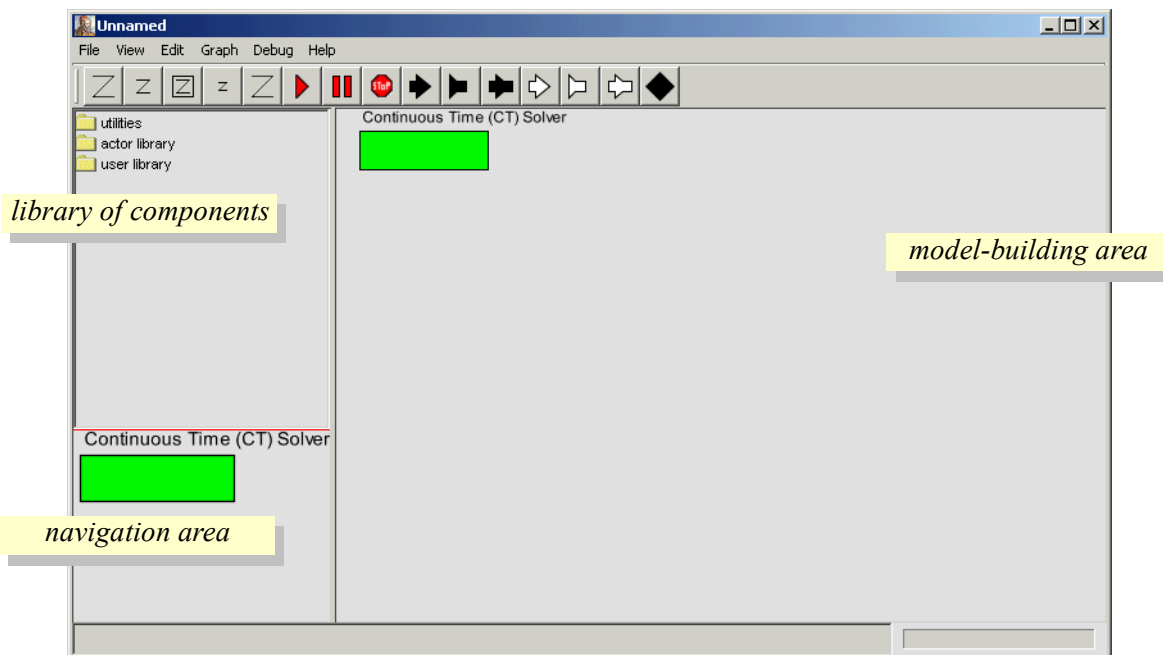 Unnamed
File View Edit Graph Debug Help
Z Z Z Z Z STOP
utilities
actor library
user library
Continuous Time (CT) Solver
library of components
model-building area
Continuous Time (CT) Solver
navigation area